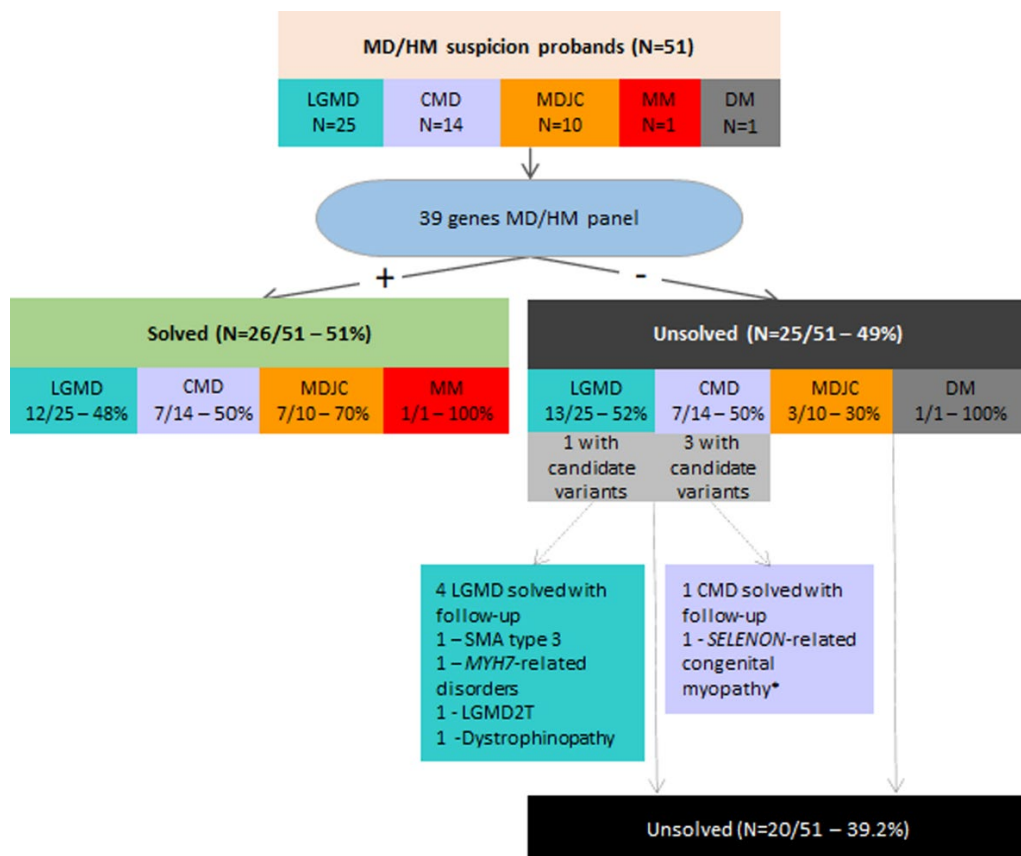 MD/HM suspicion probands (N=51)
LGMD
N=25
CMD
N=14
MDJC
N=10
MM
N=1
DM
N=1
39 genes MD/HM panel
+
-
Solved (N=26/51 – 51%)
LGMD
12/25 – 48%
CMD
7/14 – 50%
MDJC
7/10 – 70%
MM
1/1 – 100%
Unsolved (N=25/51 – 49%)
LGMD
13/25 – 52%
CMD
7/14 – 50%
MDJC
3/10 – 30%
DM
1/1 – 100%
1 with
candidate
variants
3 with
candidate
variants
4 LGMD solved with
follow-up
1 – SMA type 3
1 – MYH7-related
disorders
1 - LGMD2T
1 -Dystrophinopathy
1 CMD solved with
follow-up
1 - SELENON-related
congenital
myopathy*
Unsolved (N=20/51 – 39.2%)